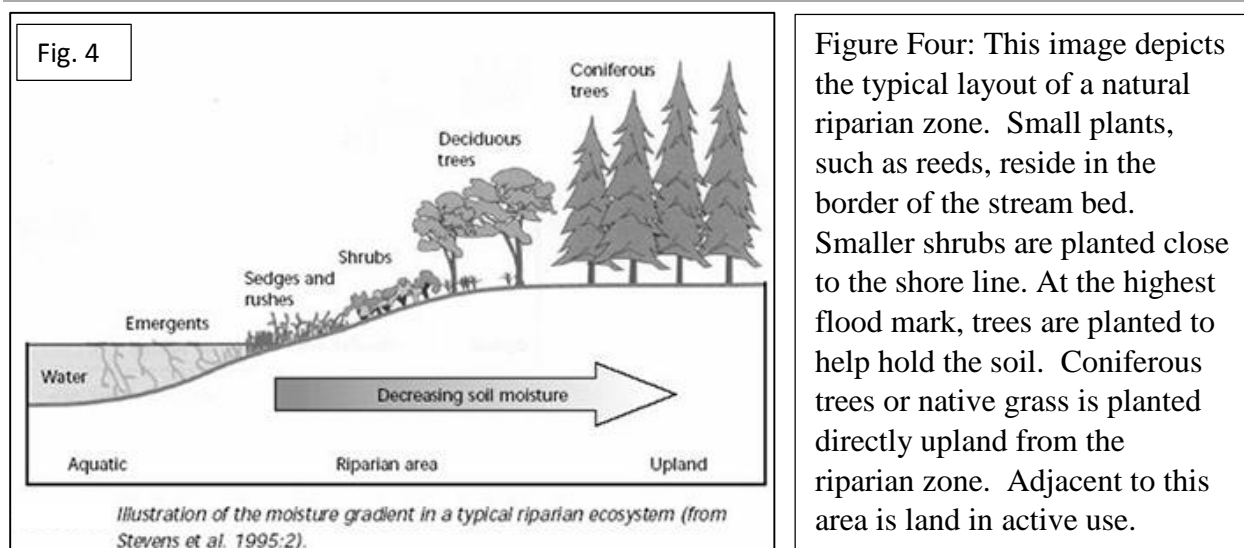 Fig. 4
Coniferous
trees
Deciduous
trees
Shrubs
Sedges and
rushes
Emergents
Water
Decreasing soil moisture
Aquatic
Riparian area
Upland
Illustration of the moisture gradient in a typical riparian ecosystem (from
Stevens et al. 1995:2).
Figure Four: This image depicts
the typical layout of a natural
riparian zone.  Small plants,
such as reeds, reside in the
border of the stream bed.
Smaller shrubs are planted close
to the shore line. At the highest
flood mark, trees are planted to
help hold the soil.  Coniferous
trees or native grass is planted
directly upland from the
riparian zone.  Adjacent to this
area is land in active use.